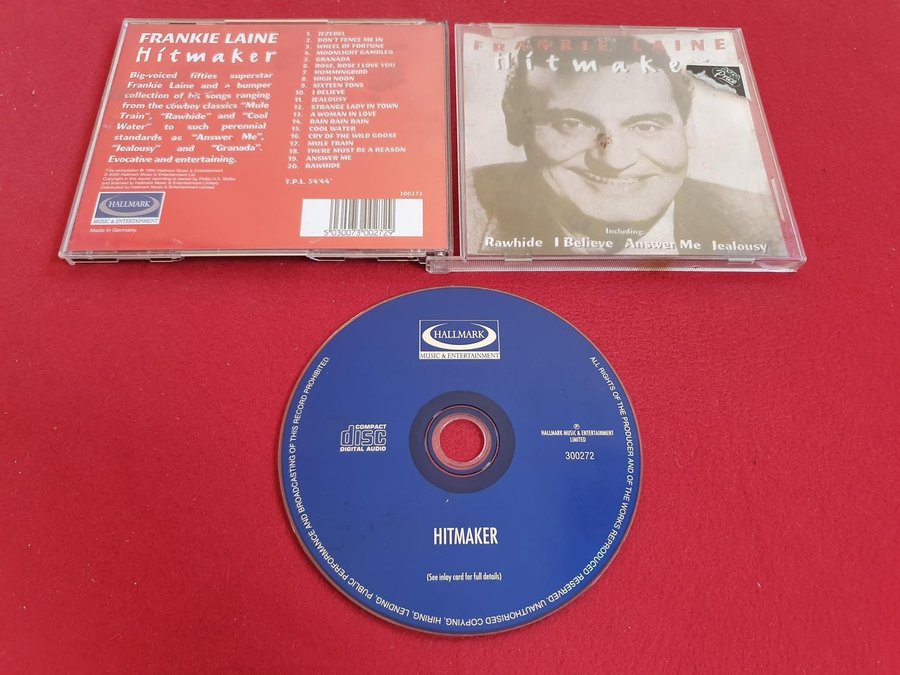 FRANKIE LAINE
Hitmaker
Big-voiced fifties superstar
Frankie Laine and a bumper
collection of hit songs ranging
from the cowboy classics "Mule
Train", "Rawhide" and "Cool
Water" to such perennial
standards as "Answer Me",
"Jealousy" and "Granada".
Evocative and entertaining.
HALLMARK
MUSIC & ENTERTAINMENT
Made in Germany.
1. JEZEBEL
2. DON'T FENCE ME IN
3. WHEEL OF FORTUNE
4. MOONLIGHT GAMBLER
5. GRANADA
6. ROSE, ROSE I LOVE YOU
7. HUMMINGBIRD
8. HIGH NOON
9. SIXTEEN TONS
10. I BELIEVE
11. JEALOUSY
12. STRANGE LADY IN TOWN
13. A WOMAN IN LOVE
14. RAIN RAIN RAIN
15. COOL WATER
16. CRY OF THE WILD GOOSE
17. MULE TRAIN
18. THERE MUST BE A REASON
19. ANSWER ME
20. RAWHIDE
T.P.L. 54'44"
300272
5 030073 002729
FRANKIE LAINE
Hitmake
Price
Including:
Rawhide I Believe Answer Me Jealousy
HALLMARK
MUSIC & ENTERTAINMENT
COMPACT
disc
DIGITAL AUDIO
℗
HALLMARK MUSIC & ENTERTAINMENT
LIMITED
300272
HITMAKER
(See inlay card for full details)
ALL RIGHTS OF THE PRODUCER AND OF THE WORKS REPRODUCED RESERVED. UNAUTHORISED COPYING, HIRING, LENDING, PUBLIC PERFORMANCE AND BROADCASTING OF THIS RECORD PROHIBITED.